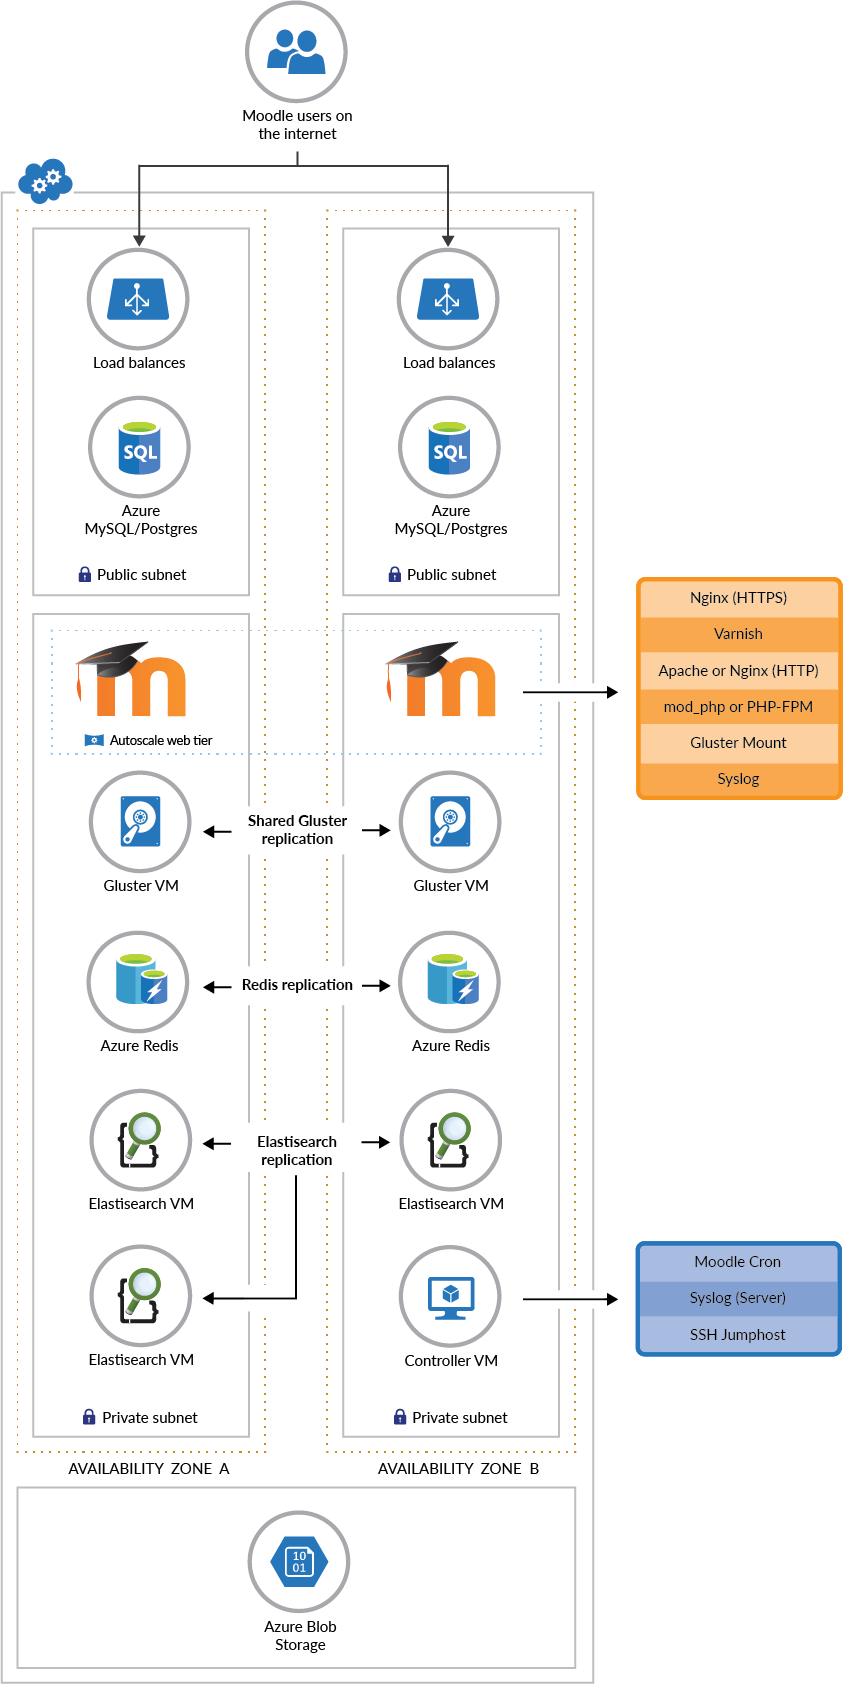 Moodle users on
the internet
Load balances
Load balances
SQL
SQL
Azure
MySQL/Postgres
Azure
MySQL/Postgres
Public subnet
Public subnet
m
m
Autoscale web tier
Nginx (HTTPS)
Varnish
Apache or Nginx (HTTP)
mod_php or PHP-FPM
Gluster Mount
Syslog
Shared Gluster
replication
Gluster VM
Gluster VM
Redis replication
Azure Redis
Azure Redis
Elastisearch
replication
Elastisearch VM
Elastisearch VM
Elastisearch VM
Controller VM
Moodle Cron
Syslog (Server)
SSH Jumphost
Private subnet
Private subnet
AVAILABILITY ZONE A
AVAILABILITY ZONE B
10
01
Azure Blob
Storage